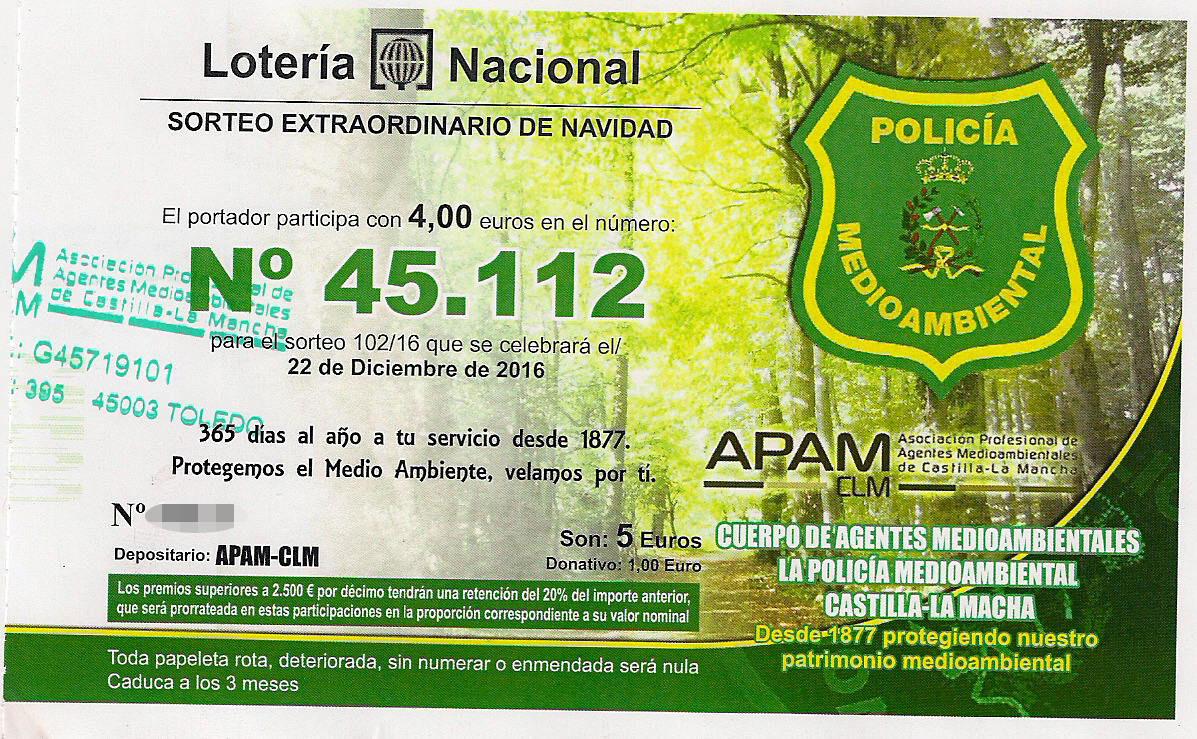 Lotería Nacional
SORTEO EXTRAORDINARIO DE NAVIDAD
El portador participa con 4,00 euros en el número:
Nº 45.112
para el sorteo 102/16 que se celebrará el/
22 de Diciembre de 2016
M Asociación Pro al de
Agentes Medioambientales
CLM de Castilla-La Mancha
: G45719101
395 45003 TOLEDO
365 días al año a tu servicio desde 1877.
Protegemos el Medio Ambiente, velamos por tí.
Nº
Depositario: APAM-CLM
Son: 5 Euros
Donativo: 1,00 Euro
Los premios superiores a 2.500 € por décimo tendrán una retención del 20% del importe anterior,
que será prorrateada en estas participaciones en la proporción correspondiente a su valor nominal
Toda papeleta rota, deteriorada, sin numerar o enmendada será nula
Caduca a los 3 meses
POLICÍA
MEDIOAMBIENTAL
APAM
CLM
Asociación Profesional de
Agentes Medioambientales
de Castilla-La Mancha
CUERPO DE AGENTES MEDIOAMBIENTALES
LA POLICÍA MEDIOAMBIENTAL
CASTILLA-LA MACHA
Desde 1877 protegiendo nuestro
patrimonio medioambiental